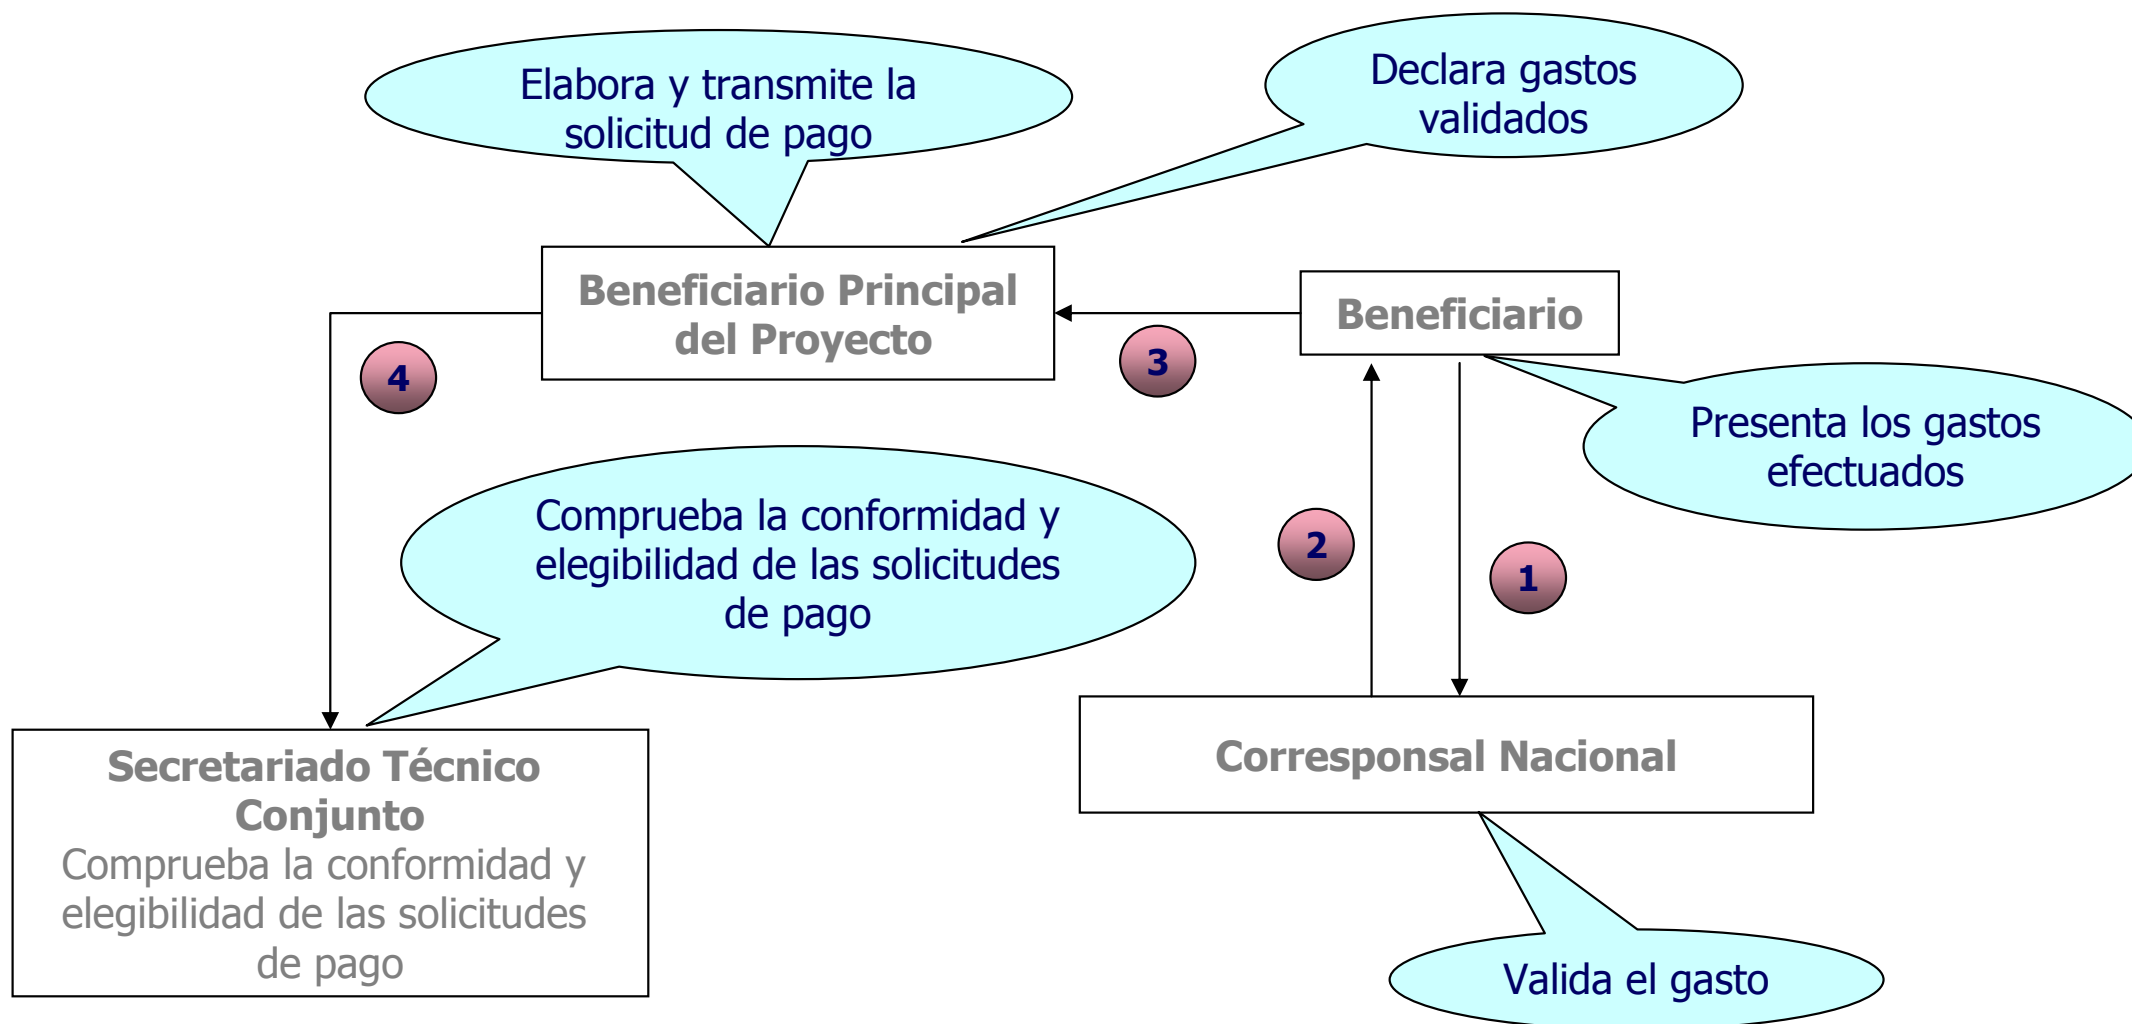 Elabora y transmite la
solicitud de pago
Declara gastos
validados
Beneficiario Principal
del Proyecto
Beneficiario
3
4
Presenta los gastos
efectuados
Comprueba la conformidad y
elegibilidad de las solicitudes
de pago
2
1
Secretariado Técnico
Conjunto
Comprueba la conformidad y
elegibilidad de las solicitudes
de pago
Corresponsal Nacional
Valida el gasto